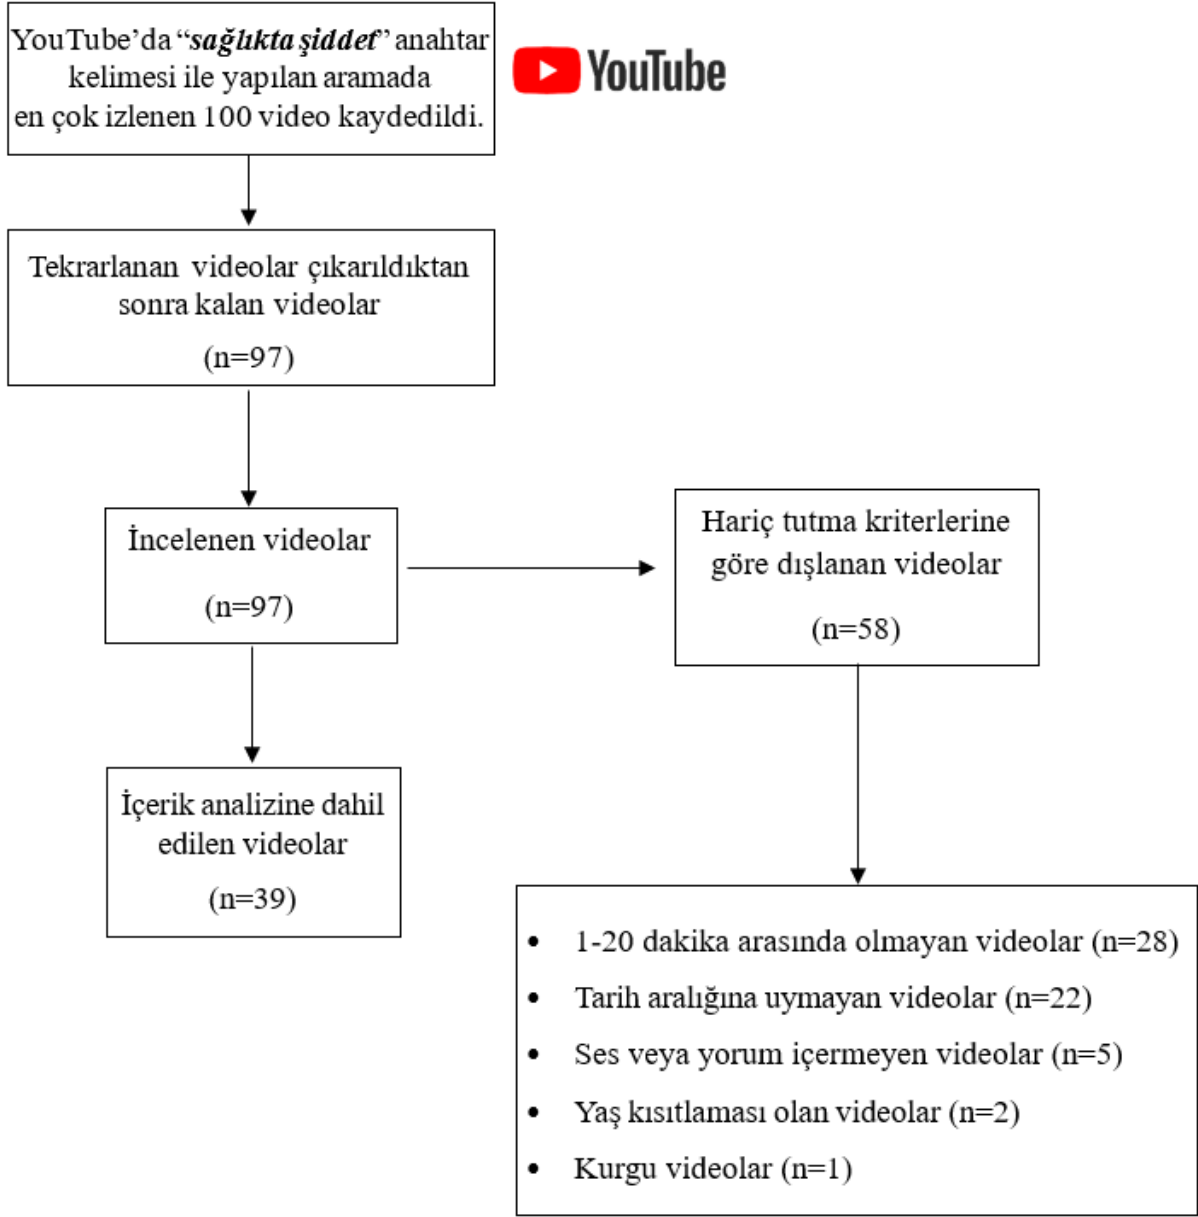 YouTube’da “sağlıkta şiddet” anahtar
kelimesi ile yapılan aramada
en çok izlenen 100 video kaydedildi.
YouTube
Tekrarlanan videolar çıkarıldıktan
sonra kalan videolar
(n=97)
İncelenen videolar
(n=97)
Hariç tutma kriterlerine
göre dışlanan videolar
(n=58)
İçerik analizine dahil
edilen videolar
(n=39)
• 1-20 dakika arasında olmayan videolar (n=28)
• Tarih aralığına uymayan videolar (n=22)
• Ses veya yorum içermeyen videolar (n=5)
• Yaş kısıtlaması olan videolar (n=2)
• Kurgu videolar (n=1)